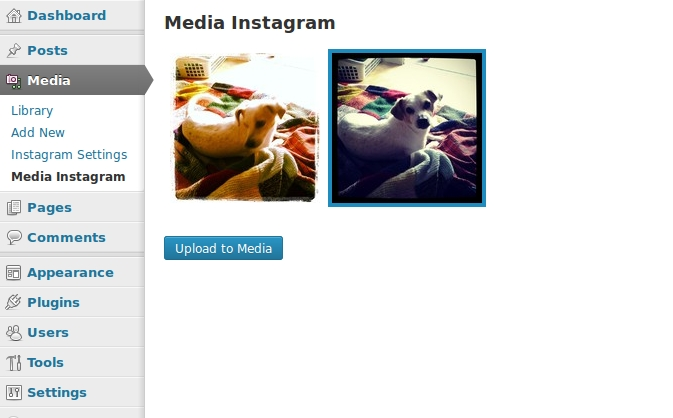 Dashboard
Posts
Media
Library
Add New
Instagram Settings
Media Instagram
Pages
Comments
Appearance
Plugins
Users
Tools
Settings
Media Instagram
Upload to Media